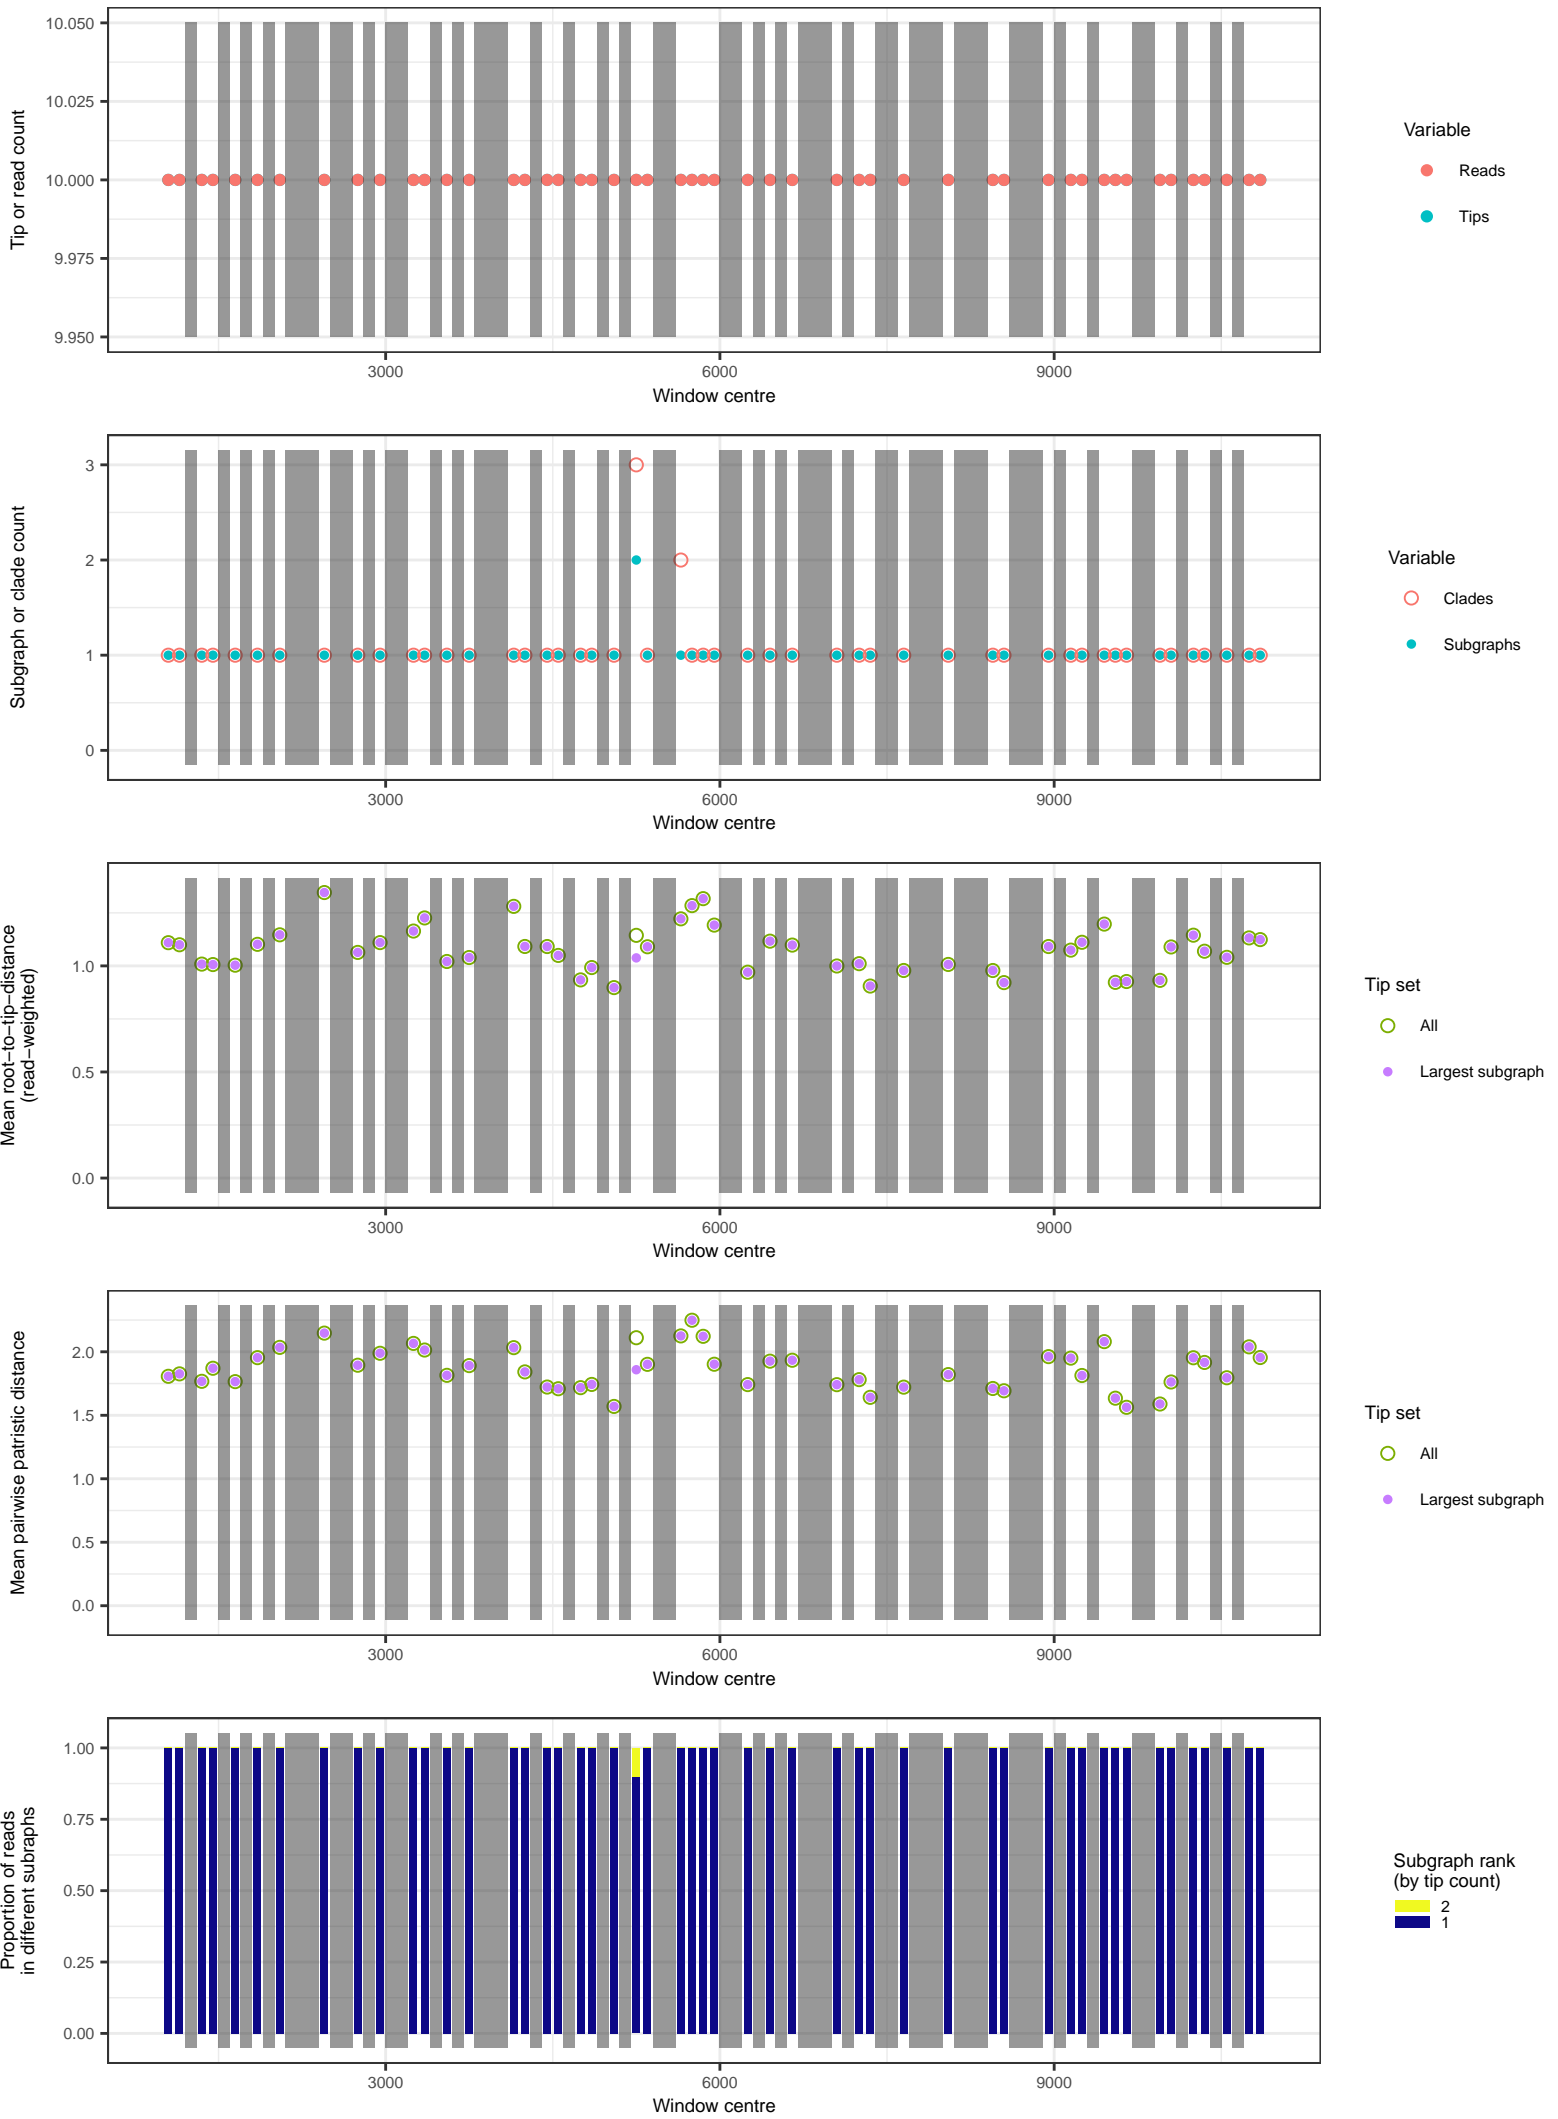 10.050
10.025
10.000
9.975
9.950
Tip or read count
3000
6000
9000
Window centre
Variable
Reads
Tips
3
2
1
0
Subgraph or clade count
3000
6000
9000
Window centre
Variable
Clades
Subgraphs
1.0
0.5
0.0
Mean root−to−tip−distance
(read−weighted)
3000
6000
9000
Window centre
Tip set
All
Largest subgraph
2.0
1.5
1.0
0.5
0.0
Mean pairwise patristic distance
3000
6000
9000
Window centre
Tip set
All
Largest subgraph
1.00
0.75
0.50
0.25
0.00
Proportion of reads
in different subraphs
3000
6000
9000
Window centre
Subgraph rank
(by tip count)
2
1